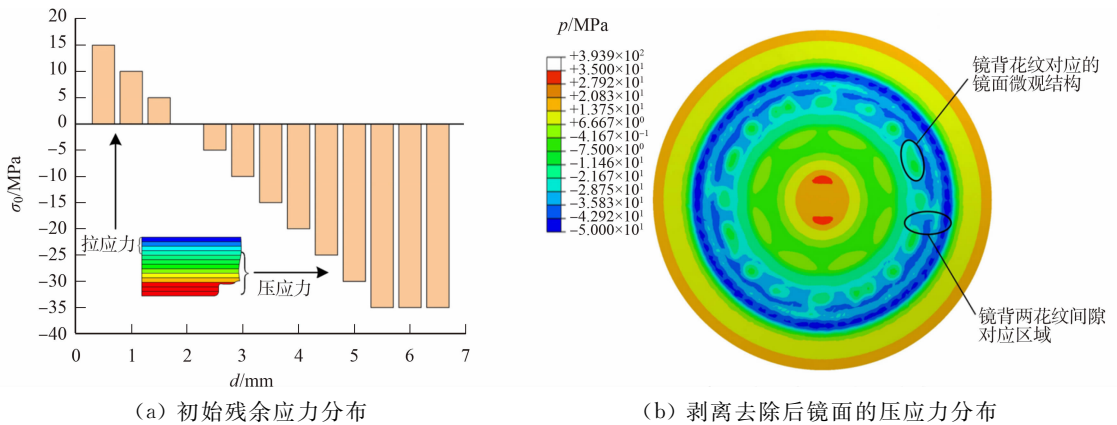 20
15
10
5
0
−5
−10
−15
−20
−25
−30
−35
−40
σ₀/MPa
拉应力
压应力
0 1 2 3 4 5 6 7
d/mm
(a) 初始残余应力分布
p/MPa
+3.939×10²
+3.500×10¹
+2.792×10¹
+2.083×10¹
+1.375×10¹
+6.667×10⁰
−4.167×10⁻¹
−7.500×10⁰
−1.146×10¹
−2.875×10¹
−3.583×10¹
−4.292×10¹
−5.000×10¹
镜背花纹对应的
镜面微观结构
镜背两花纹间隙
对应区域
(b) 剥离去除后镜面的压应力分布